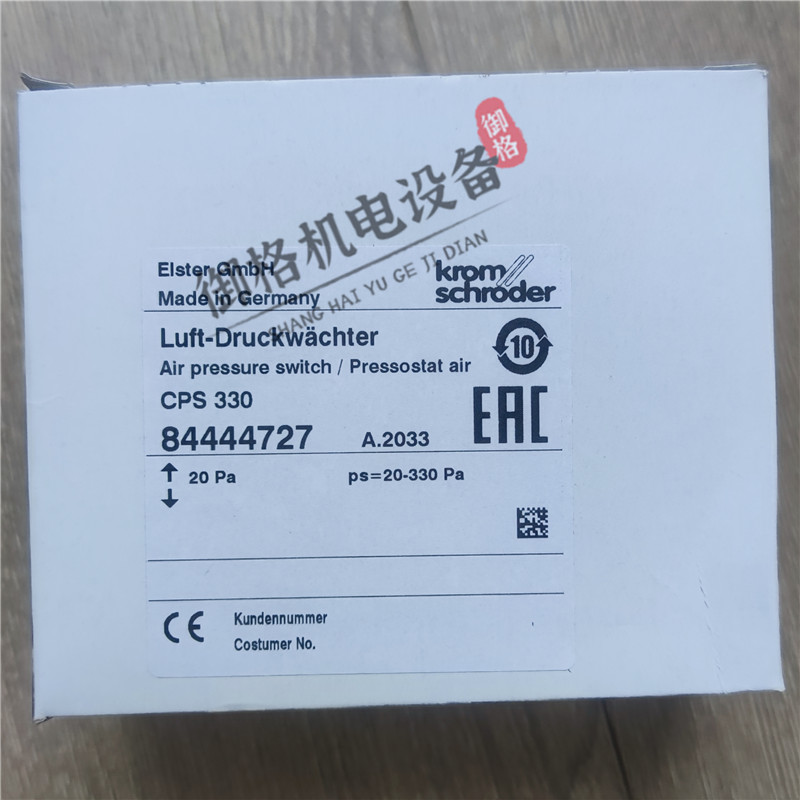 御格
御格机电设备
SHANG HAI YU GE JI DIAN
Elster GmbH
Made in Germany
krom
schroder
Luft-Druckwächter
Air pressure switch / Pressostat air
10
CPS 330
EAC
84444727 A.2033
20 Pa ps=20-330 Pa
CE
Kundennummer
Costumer No.